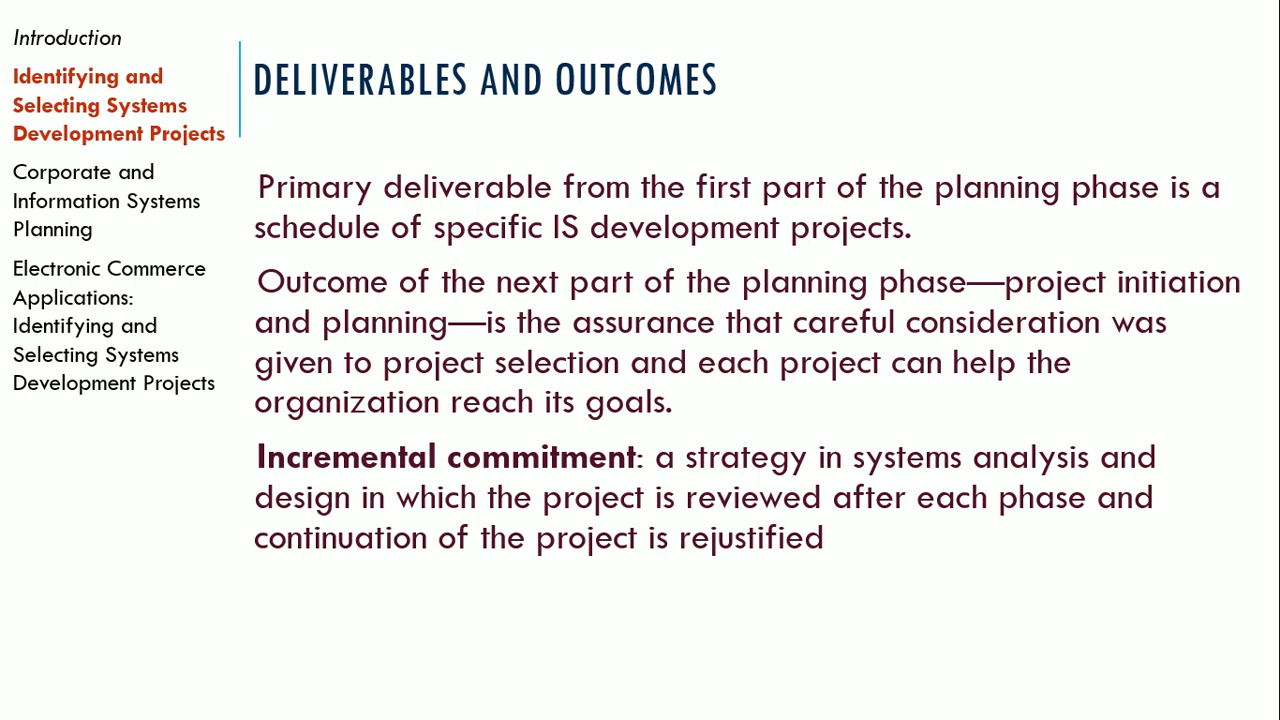 Introduction
Identifying and
Selecting Systems
Development Projects
Corporate and
Information Systems
Planning
Electronic Commerce
Applications:
Identifying and
Selecting Systems
Development Projects
DELIVERABLES AND OUTCOMES
Primary deliverable from the first part of the planning phase is a
schedule of specific IS development projects.
Outcome of the next part of the planning phase—project initiation
and planning—is the assurance that careful consideration was
given to project selection and each project can help the
organization reach its goals.
Incremental commitment: a strategy in systems analysis and
design in which the project is reviewed after each phase and
continuation of the project is rejustified